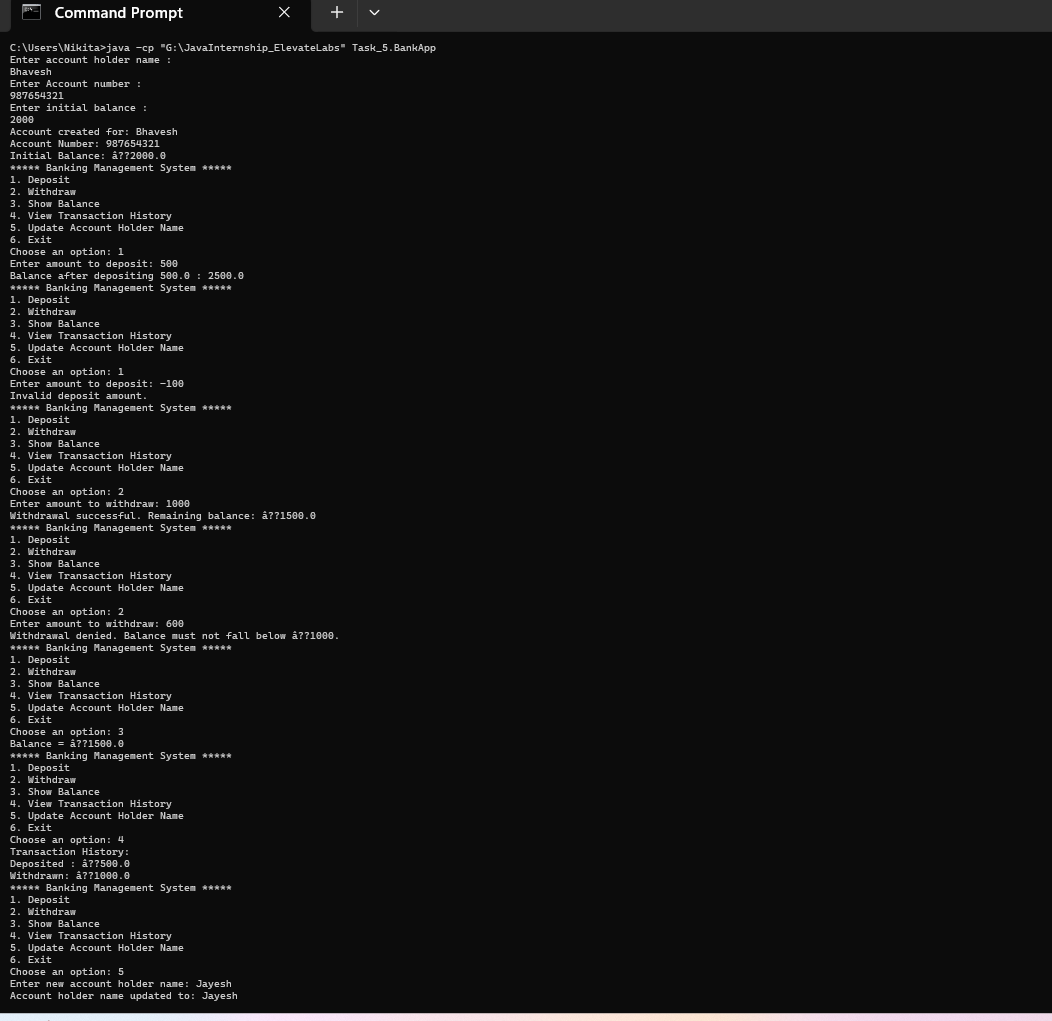 Command Prompt
C:\Users\Nikita>java -cp "G:\JavaInternship_ElevateLabs" Task_5.BankApp
Enter account holder name :
Bhavesh
Enter Account number :
987654321
Enter initial balance :
2000
Account created for: Bhavesh
Account Number: 987654321
Initial Balance: â??2000.0
***** Banking Management System *****
1. Deposit
2. Withdraw
3. Show Balance
4. View Transaction History
5. Update Account Holder Name
6. Exit
Choose an option: 1
Enter amount to deposit: 500
Balance after depositing 500.0 : 2500.0
***** Banking Management System *****
1. Deposit
2. Withdraw
3. Show Balance
4. View Transaction History
5. Update Account Holder Name
6. Exit
Choose an option: 1
Enter amount to deposit: -100
Invalid deposit amount.
***** Banking Management System *****
1. Deposit
2. Withdraw
3. Show Balance
4. View Transaction History
5. Update Account Holder Name
6. Exit
Choose an option: 2
Enter amount to withdraw: 1000
Withdrawal successful. Remaining balance: â??1500.0
***** Banking Management System *****
1. Deposit
2. Withdraw
3. Show Balance
4. View Transaction History
5. Update Account Holder Name
6. Exit
Choose an option: 2
Enter amount to withdraw: 600
Withdrawal denied. Balance must not fall below â??1000.
***** Banking Management System *****
1. Deposit
2. Withdraw
3. Show Balance
4. View Transaction History
5. Update Account Holder Name
6. Exit
Choose an option: 3
Balance = â??1500.0
***** Banking Management System *****
1. Deposit
2. Withdraw
3. Show Balance
4. View Transaction History
5. Update Account Holder Name
6. Exit
Choose an option: 4
Transaction History:
Deposited : â??500.0
Withdrawn: â??1000.0
***** Banking Management System *****
1. Deposit
2. Withdraw
3. Show Balance
4. View Transaction History
5. Update Account Holder Name
6. Exit
Choose an option: 5
Enter new account holder name: Jayesh
Account holder name updated to: Jayesh